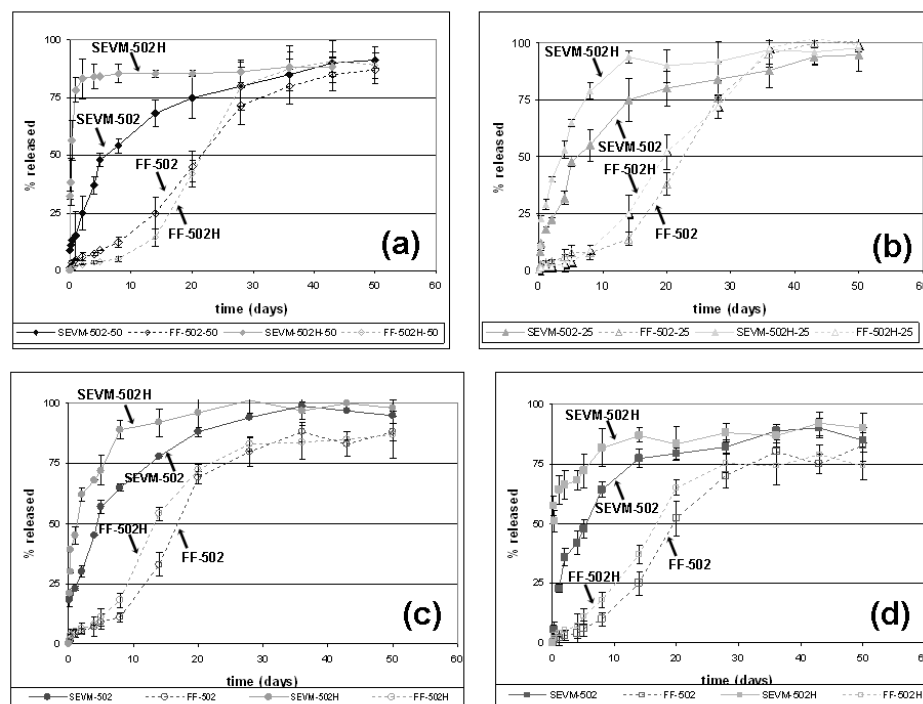 100
75
50
25
0
% released
SEVM-502H
SEVM-502
FF-502
FF-502H
(a)
0 10 20 30 40 50 60
time (days)
SEVM-502-50 FF-502-50 SEVM-502H-50 FF-502H-50
100
75
50
25
0
% released
SEVM-502H
SEVM-502
FF-502H
FF-502
(b)
0 10 20 30 40 50 60
time (days)
SEVM-502-25 FF-502-25 SEVM-502H-25 FF-502H-25
100
75
50
25
0
% released
SEVM-502H
SEVM-502
FF-502H
FF-502
(c)
0 10 20 30 40 50 60
time (days)
SEVM-502 FF-502 SEVM-502H FF-502H
100
75
50
25
0
% released
SEVM-502H
SEVM-502
FF-502H
FF-502
(d)
0 10 20 30 40 50 60
time (days)
SEVM-502 FF-502 SEVM-502H FF-502H